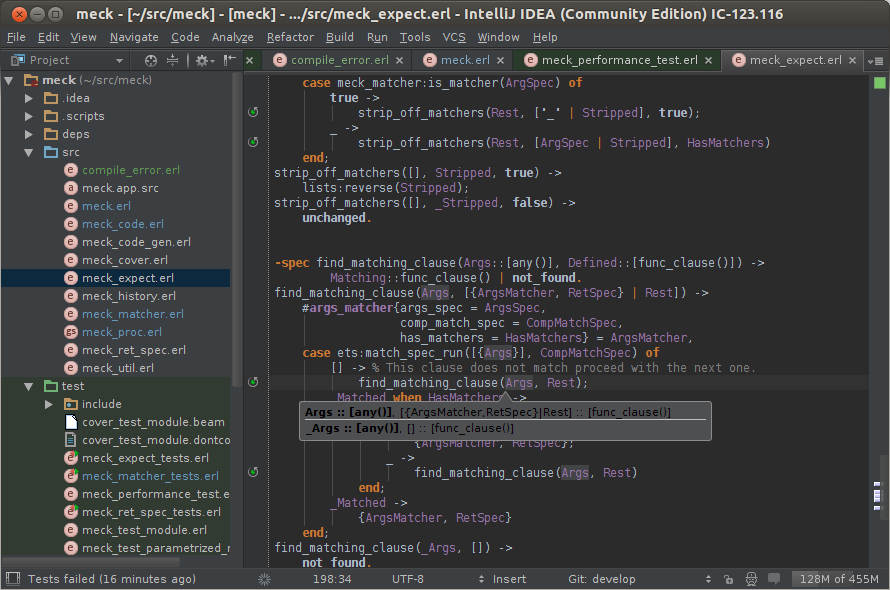 meck - [~/src/meck] - [meck] - .../src/meck_expect.erl - IntelliJ IDEA (Community Edition) IC-123.116
File Edit View Navigate Code Analyze Refactor Build Run Tools VCS Window Help
Project
compile_error.erl
meck.erl
meck_performance_test.erl
meck_expect.erl
meck (~/src/meck)
.idea
.scripts
deps
src
compile_error.erl
meck.app.src
meck.erl
meck_code.erl
meck_code_gen.erl
meck_cover.erl
meck_expect.erl
meck_history.erl
meck_matcher.erl
meck_proc.erl
meck_ret_spec.erl
meck_util.erl
test
include
cover_test_module.beam
cover_test_module.dontco
meck_expect_tests.erl
meck_matcher_tests.erl
meck_performance_test.e
meck_ret_spec_tests.erl
meck_test_module.erl
meck_test_parametrized_
case meck_matcher:is_matcher(ArgSpec) of
true ->
strip_off_matchers(Rest, ['_' | Stripped], true);
_ ->
strip_off_matchers(Rest, [ArgSpec | Stripped], HasMatchers)
end;
strip_off_matchers([], Stripped, true) ->
lists:reverse(Stripped);
strip_off_matchers([], _Stripped, false) ->
unchanged.
-spec find_matching_clause(Args::[any()], Defined::[func_clause()]) ->
Matching::func_clause() | not_found.
find_matching_clause(Args, [{ArgsMatcher, RetSpec} | Rest]) ->
#args_matcher{args_spec = ArgsSpec,
comp_match_spec = CompMatchSpec,
has_matchers = HasMatchers} = ArgsMatcher,
case ets:match_spec_run([{Args}], CompMatchSpec) of
[] -> % This clause does not match proceed with the next one.
find_matching_clause(Args, Rest);
_Matched when HasMatchers ->
Args :: [any()], [{ArgsMatcher,RetSpec}|Rest] :: [func_clause()]
_Args :: [any()], [] :: [func_clause()]
{ArgsMatcher, RetSpec};
_ ->
find_matching_clause(Args, Rest)
end;
_Matched ->
{ArgsMatcher, RetSpec}
end;
find_matching_clause(_Args, []) ->
not_found.
Tests failed (16 minutes ago)
198:34
UTF-8
Insert
Git: develop
128M of 455M